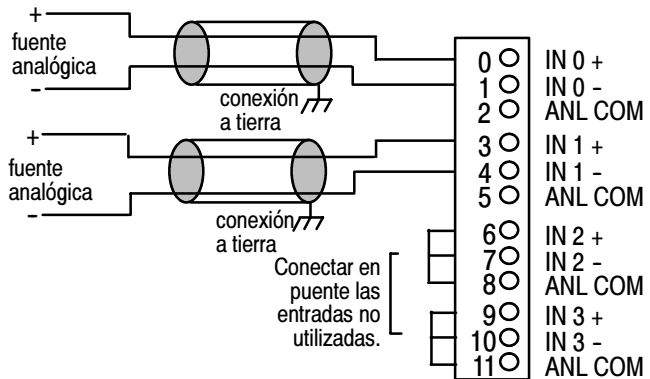 +
fuente
analógica
-
conexión
a tierra
+
fuente
analógica
-
conexión
a tierra
Conectar en
puente las
entradas no
utilizadas.
0 IN 0 +
1 IN 0 -
2 ANL COM
3 IN 1 +
4 IN 1 -
5 ANL COM
6 IN 2 +
7 IN 2 -
8 ANL COM
9 IN 3 +
10 IN 3 -
11 ANL COM